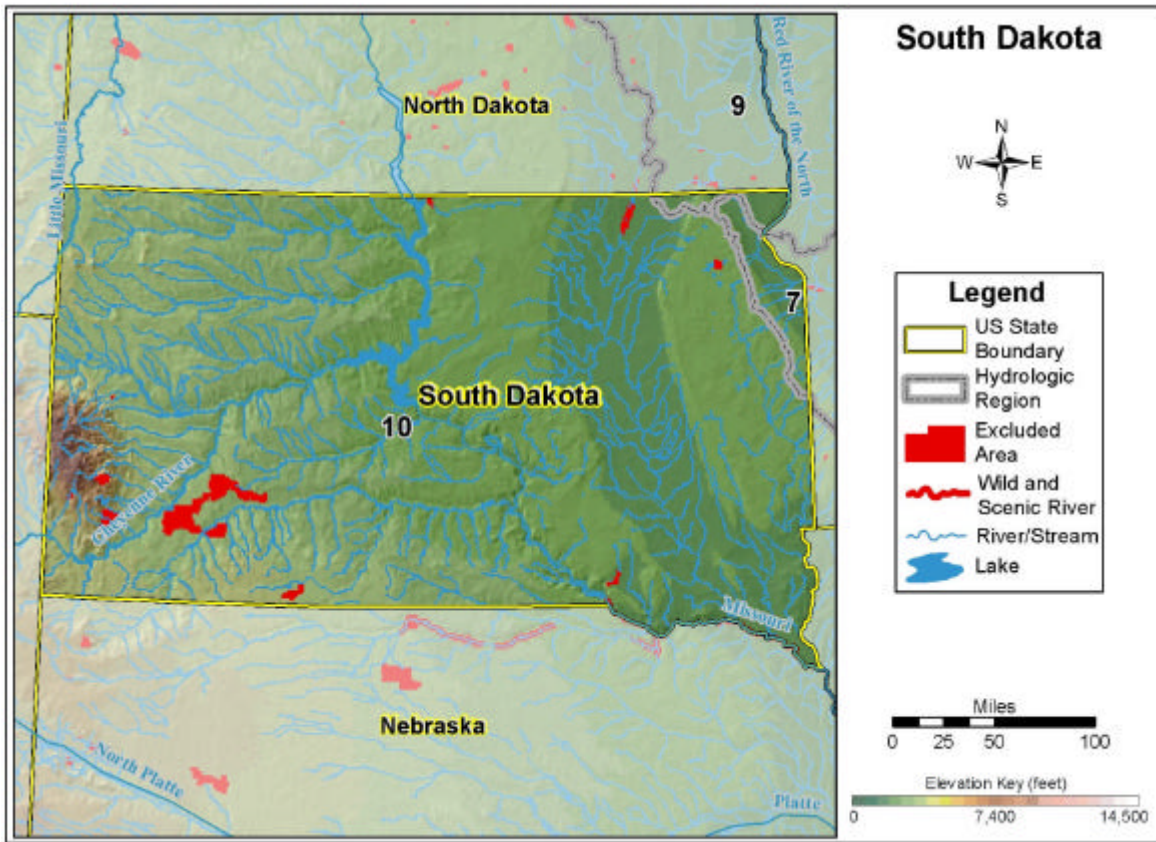 South Dakota
North Dakota
9
Red River of the North
Little Missouri
N
W E
S
7
South Dakota
10
Cheyenne River
Missouri
Nebraska
North Platte
Platte
Legend
US State
Boundary
Hydrologic
Region
Excluded
Area
Wild and
Scenic River
River/Stream
Lake
Miles
0 25 50 100
Elevation Key (feet)
0 7,400 14,500